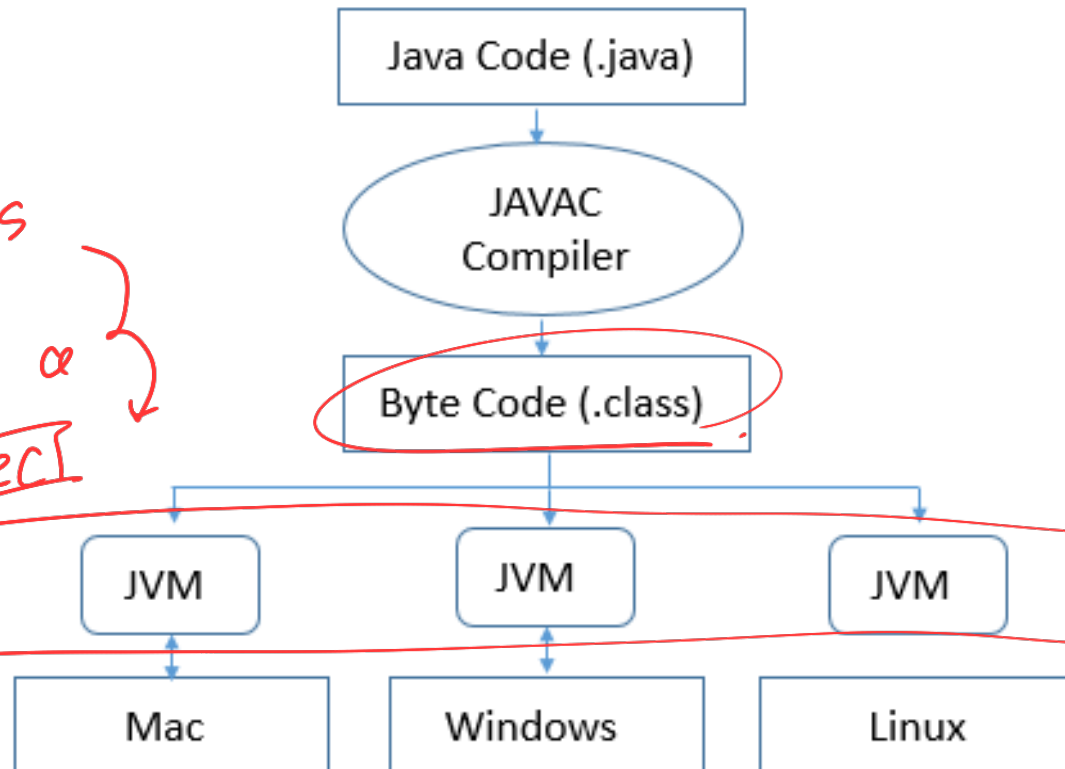 Java Code (.java)
JAVAC
Compiler
s
Byte Code (.class)
JVM
JVM
JVM
Mac
Windows
Linux